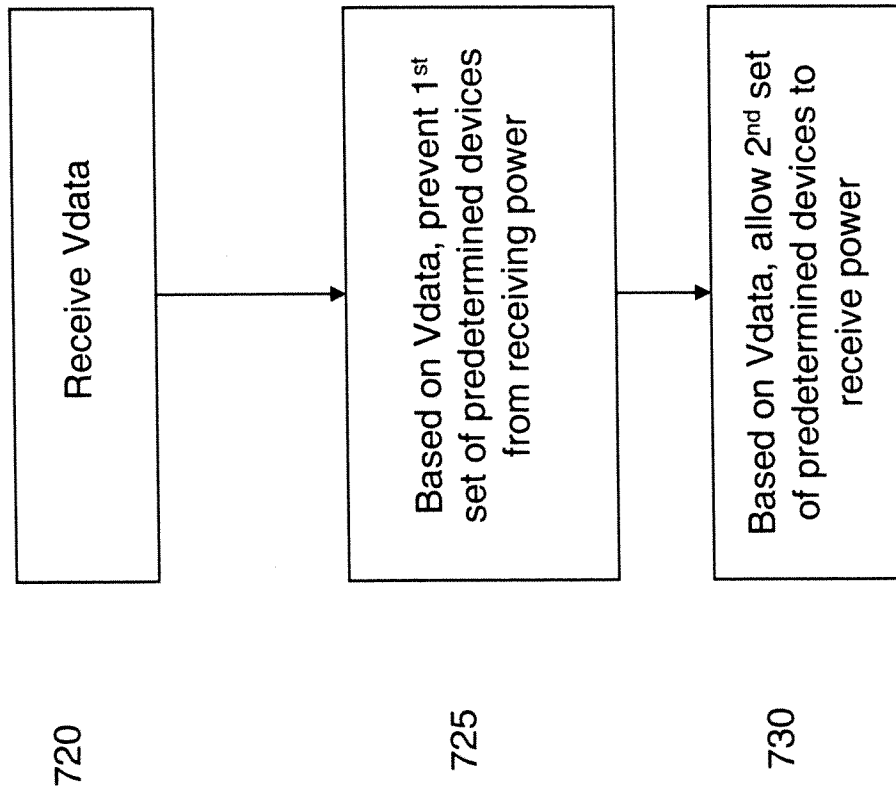 720
Receive Vdata
725
Based on Vdata, prevent 1st
set of predetermined devices
from receiving power
730
Based on Vdata, allow 2nd set
of predetermined devices to
receive power